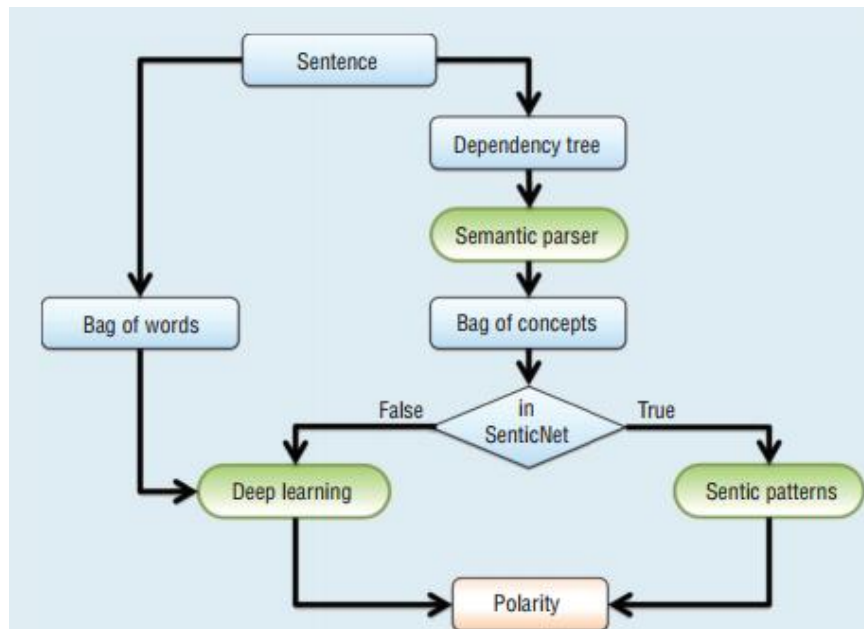 Sentence
Dependency tree
Semantic parser
Bag of words
Bag of concepts
False
in
SenticNet
True
Deep learning
Sentic patterns
Polarity